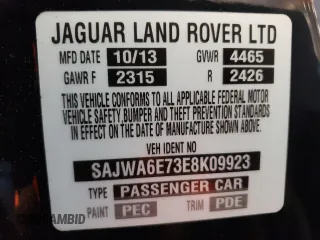 JAGUAR LAND ROVER LTD
MFD DATE 10/13 GVWR 4465
GAWR F 2315 R 2426
THIS VEHICLE CONFORMS TO ALL APPLICABLE FEDERAL MOTOR
VEHICLE SAFETY,BUMPER AND THEFT PREVENTION STANDARDS
IN EFFECT ON THE DATE OF MANUFACTURE SHOWN ABOVE.
VEH IDENT NO
SAJWA6E73E8K09923
TYPE PASSENGER CAR
PAINT PEC TRIM PDE